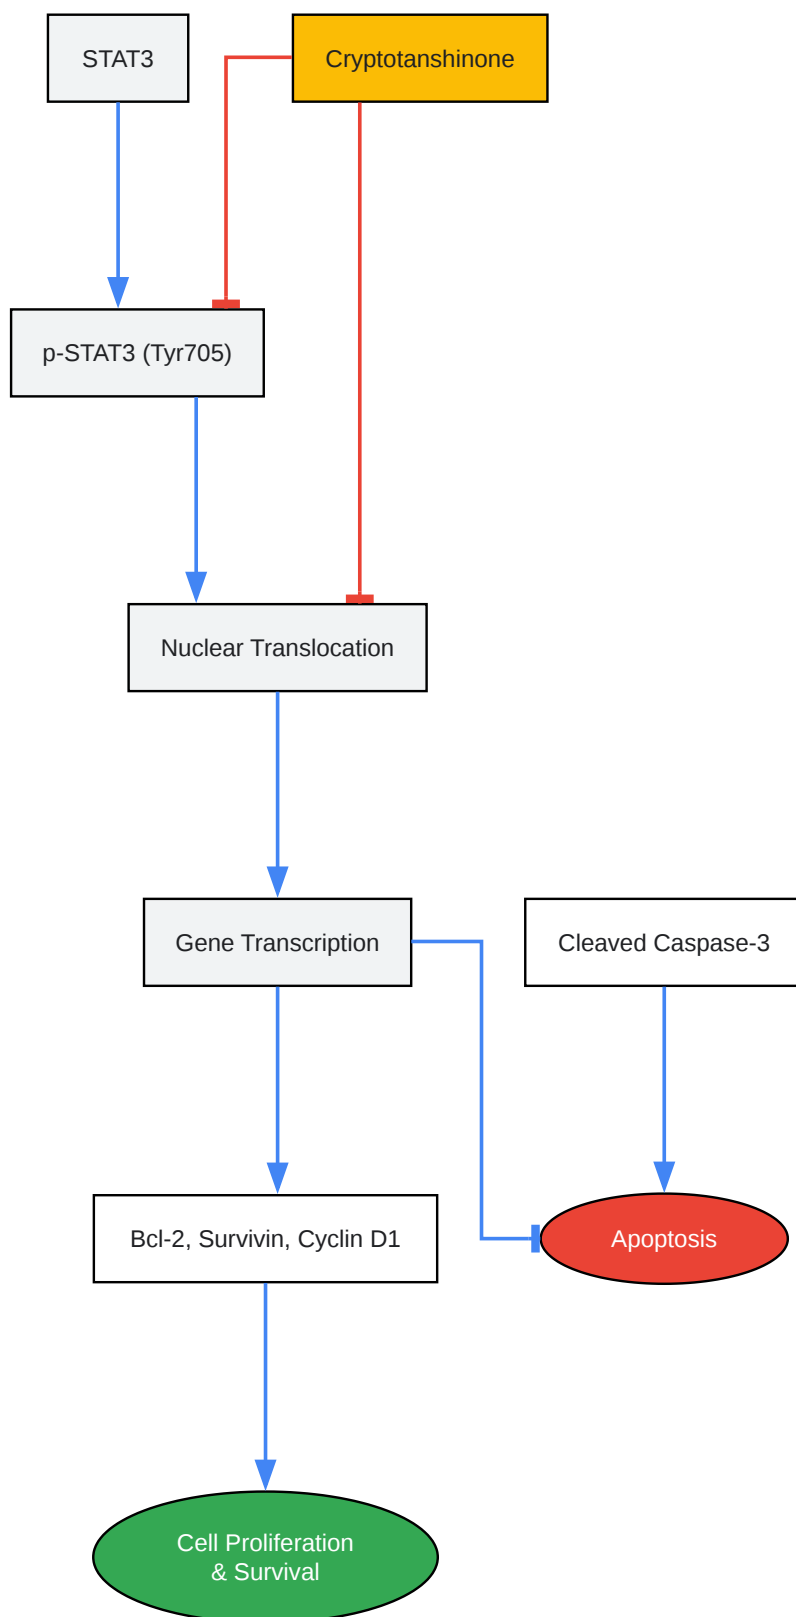 STAT3
Cryptotanshinone
p-STAT3 (Tyr705)
Nuclear Translocation
Gene Transcription
Cleaved Caspase-3
Bcl-2, Survivin, Cyclin D1
Apoptosis
Cell Proliferation
& Survival